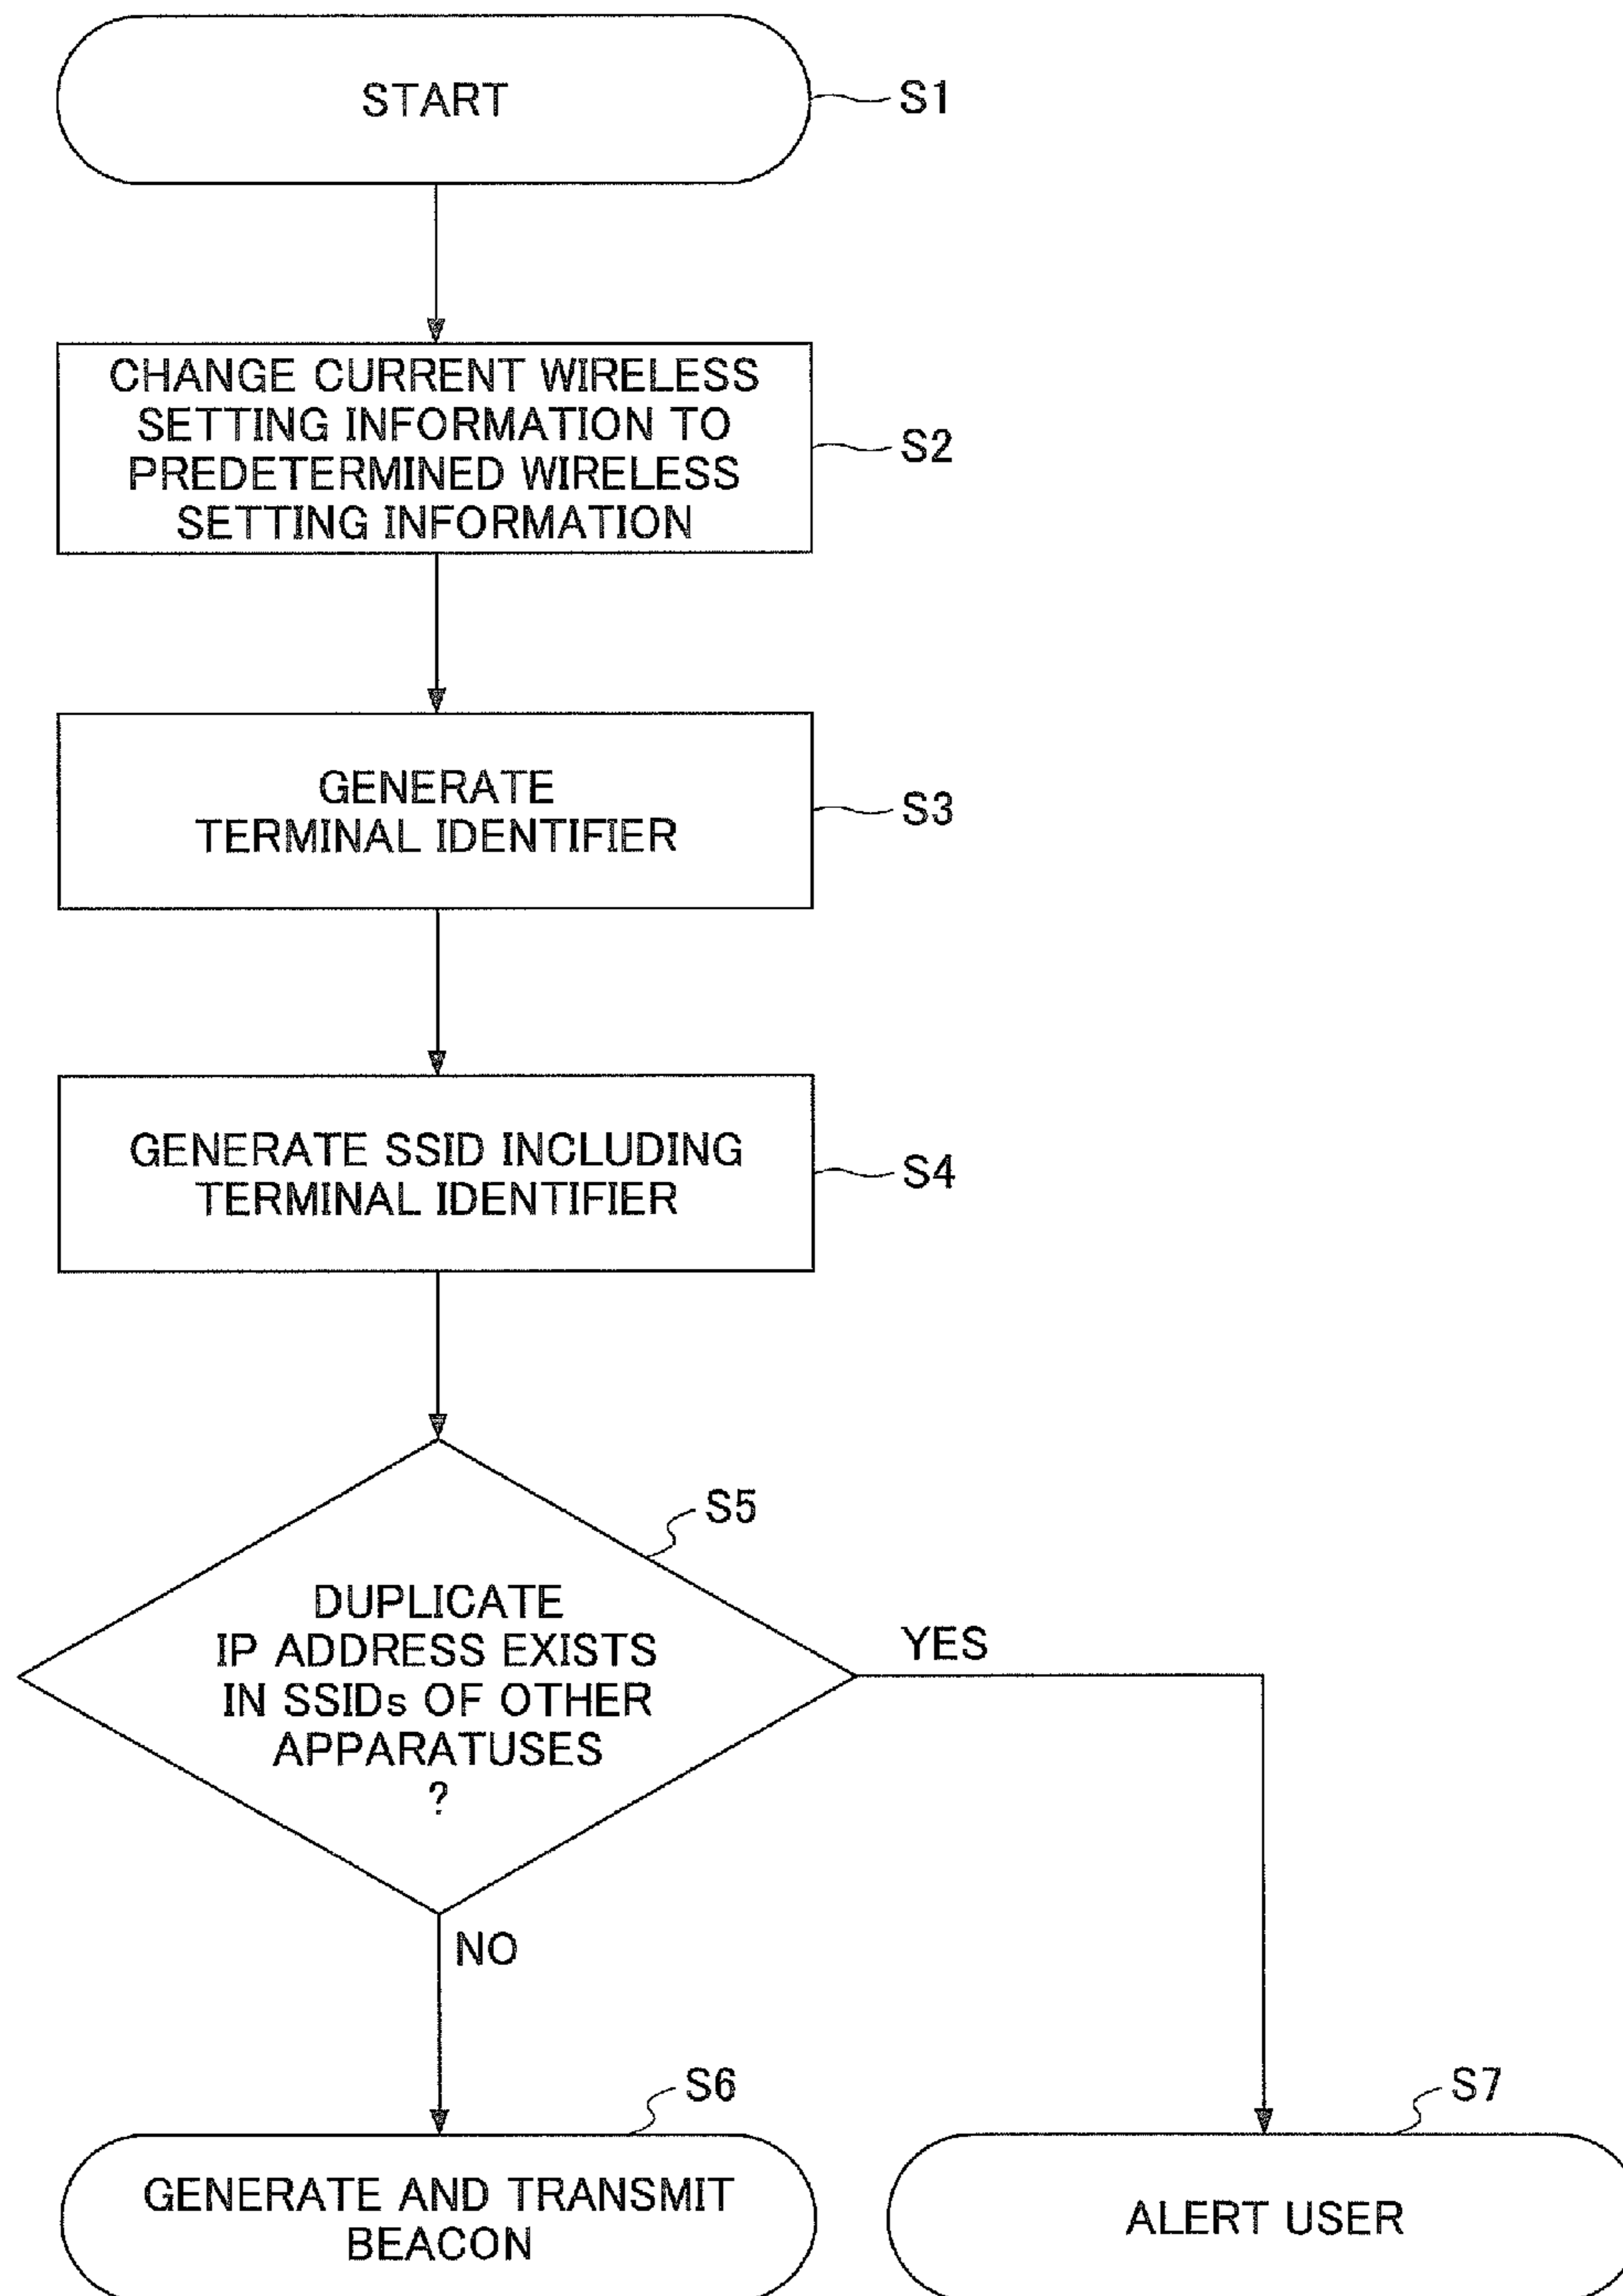 START
S1
CHANGE CURRENT WIRELESS
SETTING INFORMATION TO
PREDETERMINED WIRELESS
SETTING INFORMATION
S2
GENERATE
TERMINAL IDENTIFIER
S3
GENERATE SSID INCLUDING
TERMINAL IDENTIFIER
S4
S5
DUPLICATE
IP ADDRESS EXISTS
IN SSIDs OF OTHER
APPARATUSES
?
YES
NO
S6
GENERATE AND TRANSMIT
BEACON
S7
ALERT USER